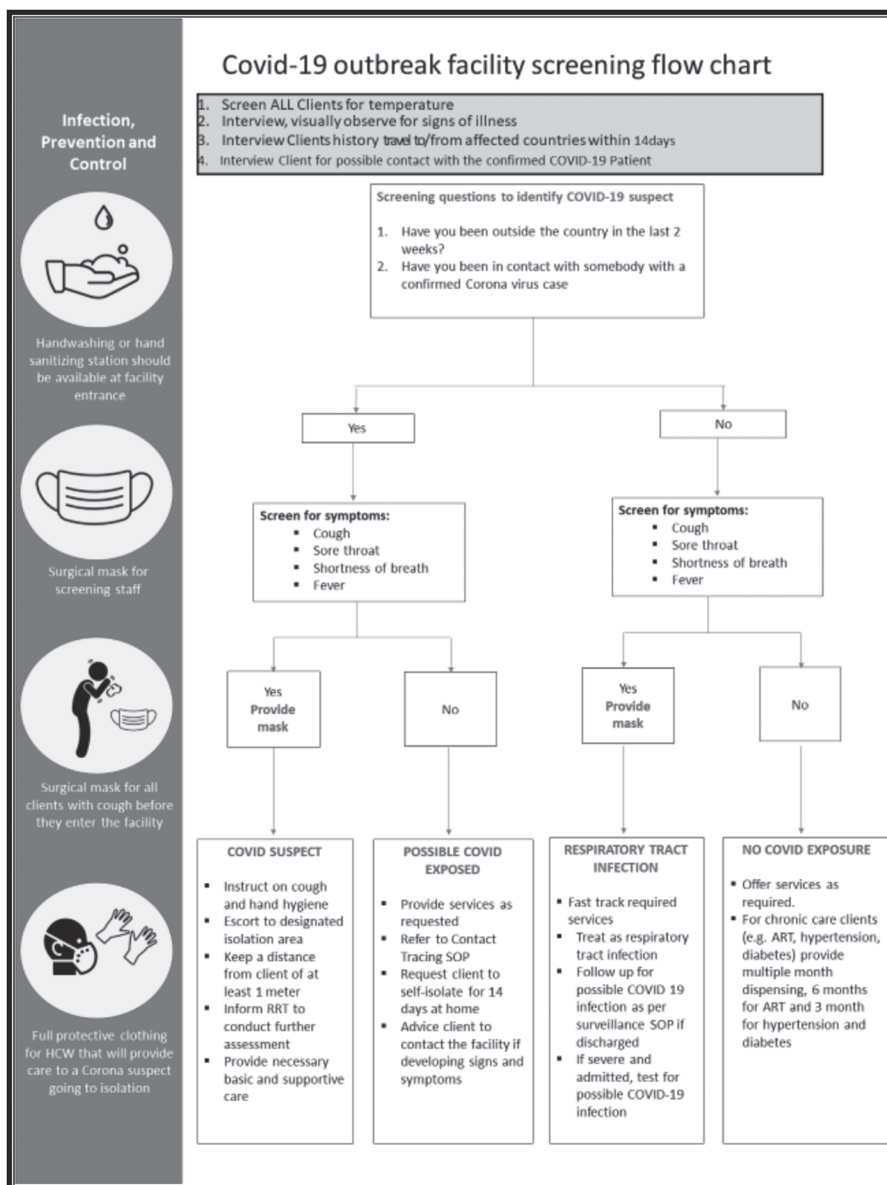 Covid-19 outbreak facility screening flow chart
Infection,
Prevention and
Control
Handwashing or hand
sanitizing station should
be available at facility
entrance
Surgical mask for
screening staff
Surgical mask for all
clients with cough before
they enter the facility
Full protective clothing
for HCW that will provide
care to a Corona suspect
going to isolation
1. Screen ALL Clients for temperature
2. Interview, visually observe for signs of illness
3. Interview Clients history travel to/from affected countries within 14days
4. Interview Client for possible contact with the confirmed COVID-19 Patient
Screening questions to identify COVID-19 suspect
1. Have you been outside the country in the last 2
weeks?
2. Have you been in contact with somebody with a
confirmed Corona virus case
Yes
No
Screen for symptoms:
▪ Cough
▪ Sore throat
▪ Shortness of breath
▪ Fever
Screen for symptoms:
▪ Cough
▪ Sore throat
▪ Shortness of breath
▪ Fever
Yes
Provide
mask
No
Yes
Provide
mask
No
COVID SUSPECT
▪ Instruct on cough
and hand hygiene
▪ Escort to designated
isolation area
▪ Keep a distance
from client of at
least 1 meter
▪ Inform RRT to
conduct further
assessment
▪ Provide necessary
basic and supportive
care
POSSIBLE COVID
EXPOSED
▪ Provide services as
requested
▪ Refer to Contact
Tracing SOP
▪ Request client to
self-isolate for 14
days at home
▪ Advice client to
contact the facility if
developing signs and
symptoms
RESPIRATORY TRACT
INFECTION
▪ Fast track required
services
▪ Treat as respiratory
tract infection
▪ Follow up for
possible COVID 19
infection as per
surveillance SOP if
discharged
▪ If severe and
admitted, test for
possible COVID-19
infection
NO COVID EXPOSURE
▪ Offer services as
required.
▪ For chronic care clients
(e.g. ART, hypertension,
diabetes) provide
multiple month
dispensing, 6 months
for ART and 3 month
for hypertension and
diabetes